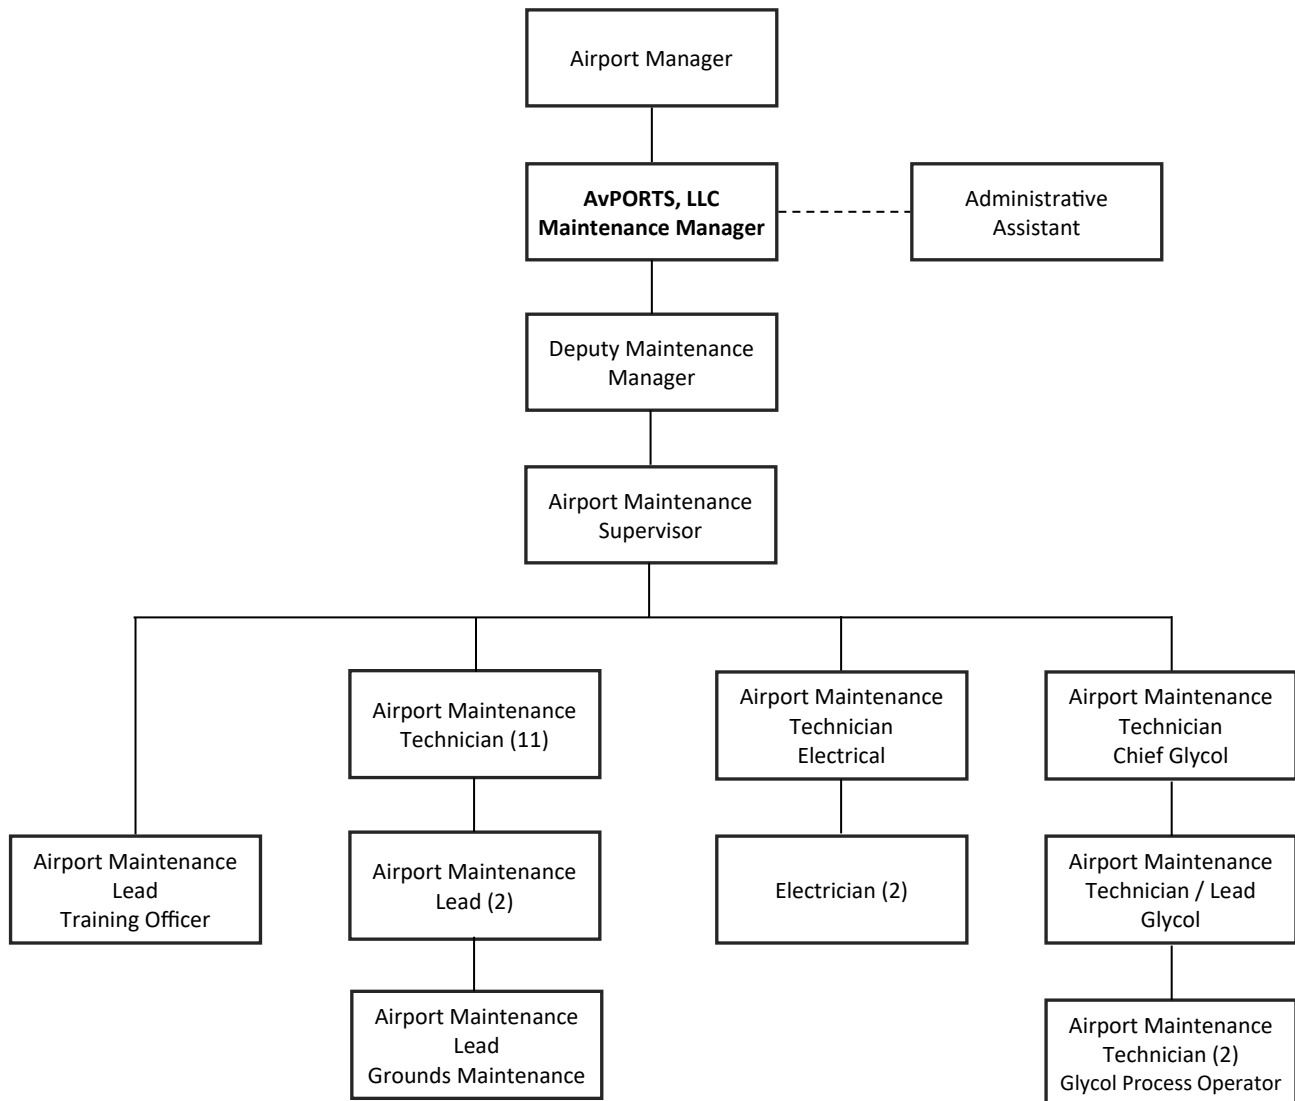 Airport Manager
AvPORTS, LLC
Maintenance Manager
Administrative
Assistant
Deputy Maintenance
Manager
Airport Maintenance
Supervisor
Airport Maintenance
Technician (11)
Airport Maintenance
Technician
Electrical
Airport Maintenance
Technician
Chief Glycol
Airport Maintenance
Lead
Training Officer
Airport Maintenance
Lead (2)
Electrician (2)
Airport Maintenance
Technician / Lead
Glycol
Airport Maintenance
Lead
Grounds Maintenance
Airport Maintenance
Technician (2)
Glycol Process Operator